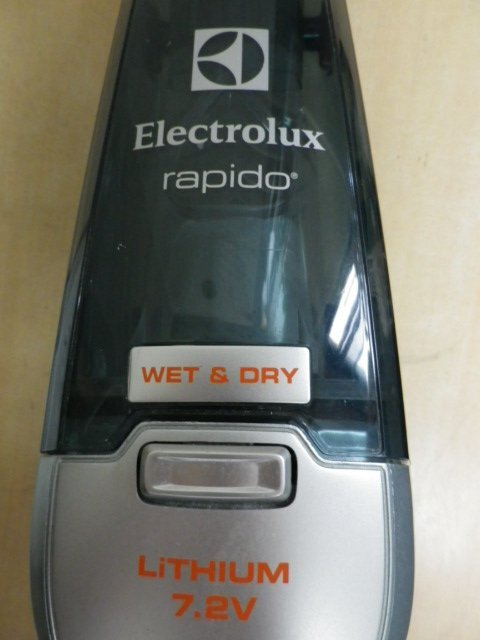 Electrolux
rapido®
WET & DRY
LiTHIUM
7.2V